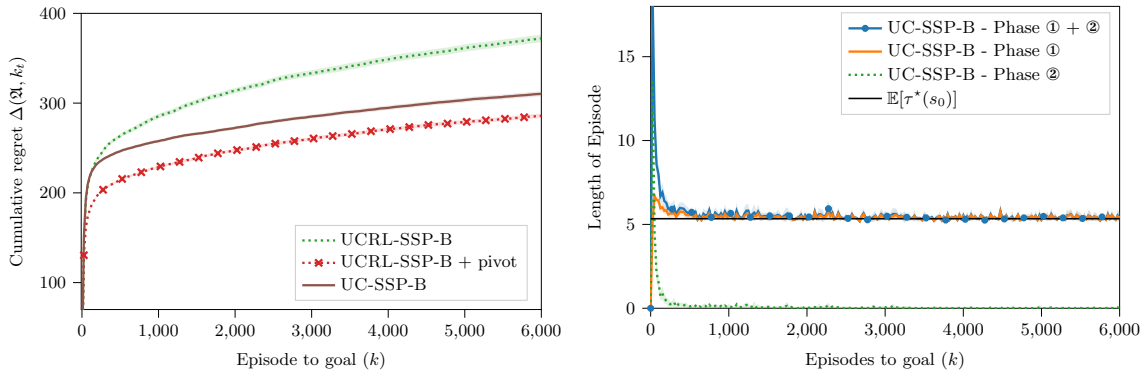 400
300
200
100
Cumulative regret Δ(𝔄, k_t)
UCRL-SSP-B
UCRL-SSP-B + pivot
UC-SSP-B
0 1,000 2,000 3,000 4,000 5,000 6,000
Episode to goal (k)
15
10
5
0
Length of Episode
UC-SSP-B - Phase ① + ②
UC-SSP-B - Phase ①
UC-SSP-B - Phase ②
𝔼[τ*(s₀)]
0 1,000 2,000 3,000 4,000 5,000 6,000
Episodes to goal (k)